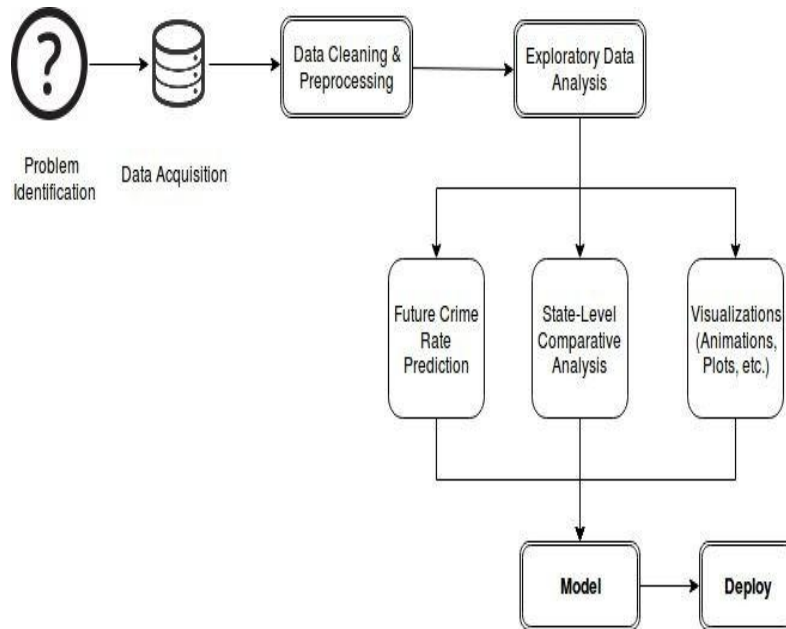 ?
Problem
Identification
Data Acquisition
Data Cleaning &
Preprocessing
Exploratory Data
Analysis
Future Crime
Rate
Prediction
State-Level
Comparative
Analysis
Visualizations
(Animations,
Plots, etc.)
Model
Deploy